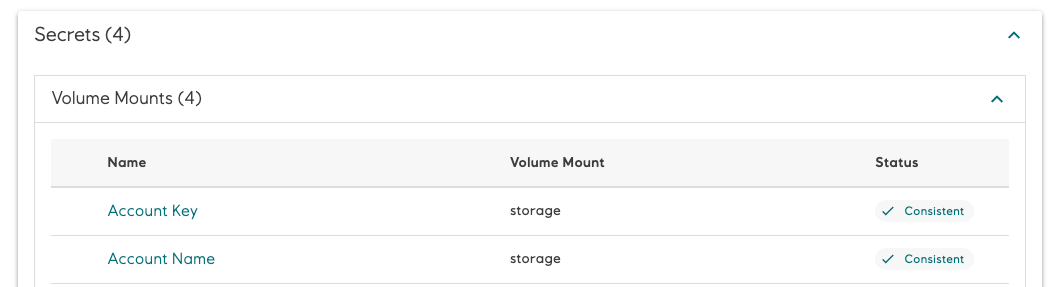 Secrets (4)
Volume Mounts (4)
Name Volume Mount Status
Account Key storage Consistent
Account Name storage Consistent